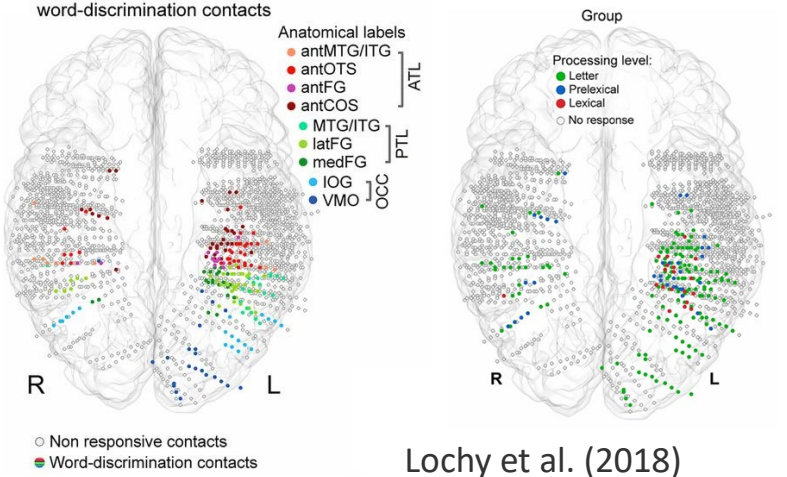 word-discrimination contacts
Anatomical labels
antMTG/ITG
antOTS
antFG
antCOS
ATL
MTG/ITG
latFG
medFG
PTL
IOG
VMO
OCC
R
L
Non responsive contacts
Word-discrimination contacts
Group
Processing level:
Letter
Prelexical
Lexical
No response
R
L
Lochy et al. (2018)